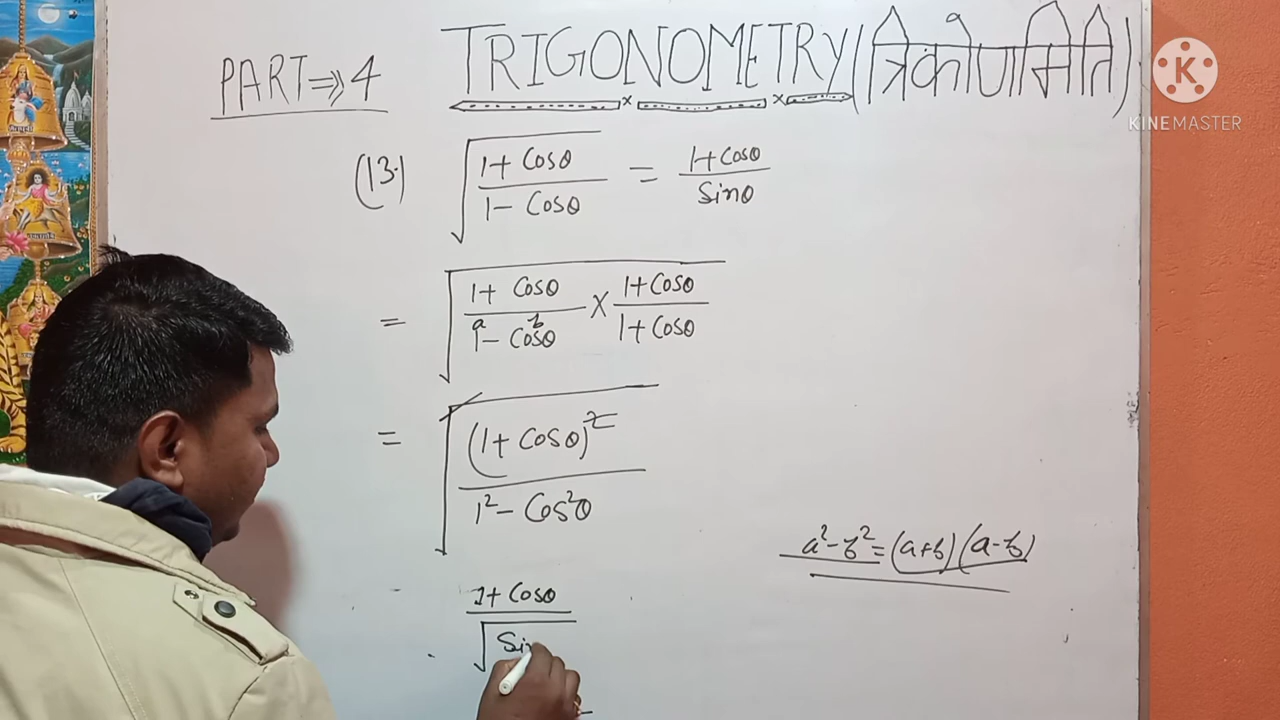 PART ⇒ 4
TRIGONOMETRY (त्रिकोणमिति)
KINEMASTER
(13.) √((1 + Cosθ)/(1 - Cosθ)) = (1 + Cosθ)/Sinθ
= √((1 + Cosθ)/(1 - Cosθ) × (1 + Cosθ)/(1 + Cosθ))
a b
= √((1 + Cosθ)²/(1² - Cos²θ))
a² - b² = (a+b) (a-b)
1 + Cosθ
√Sin